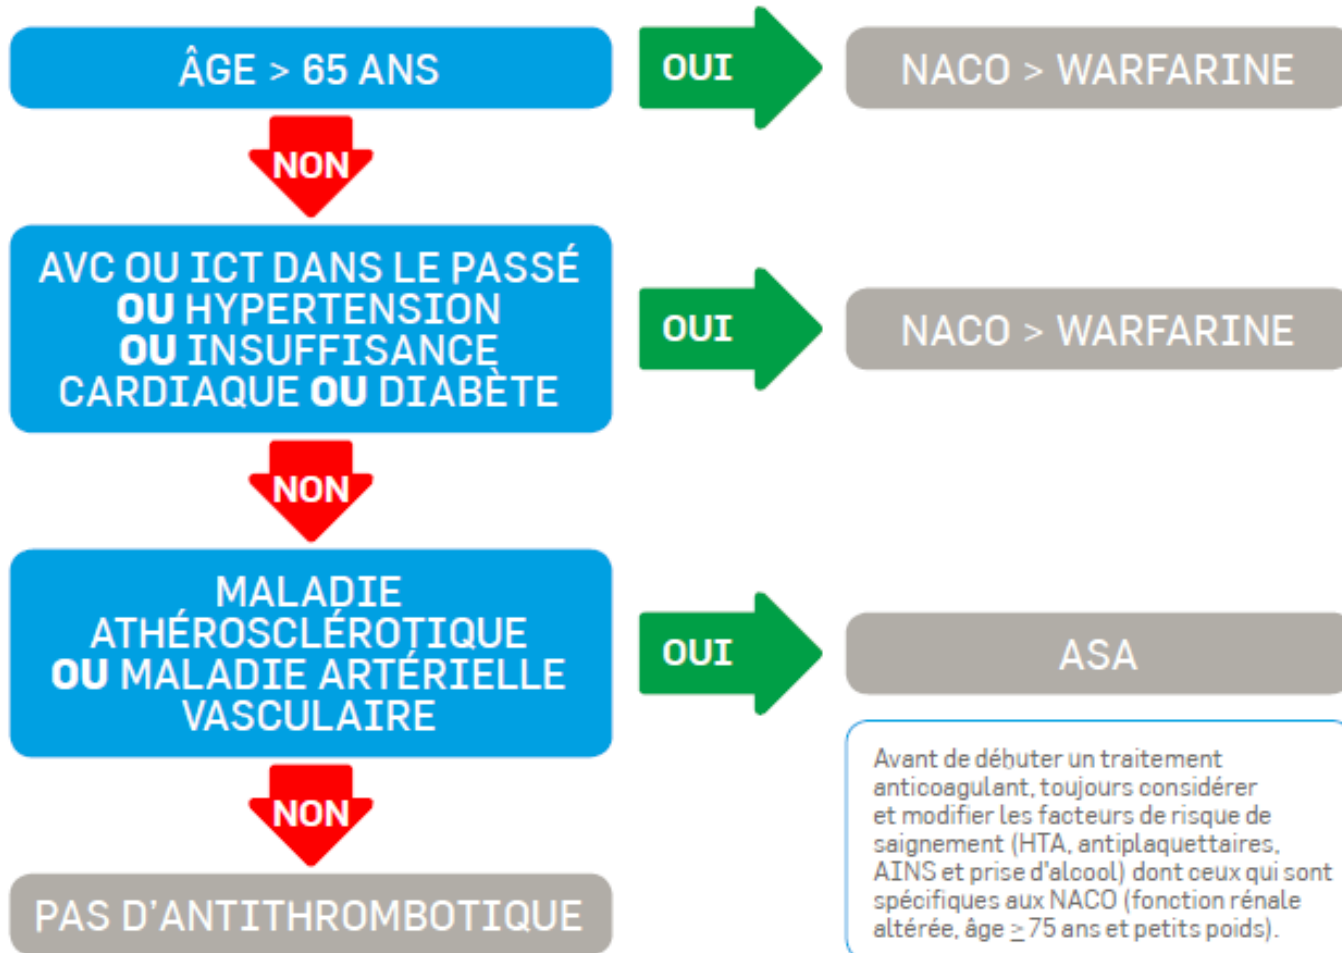 ÂGE > 65 ANS
OUI
NACO > WARFARINE
NON
AVC OU ICT DANS LE PASSÉ
OU HYPERTENSION
OU INSUFFISANCE
CARDIAQUE OU DIABÈTE
OUI
NACO > WARFARINE
NON
MALADIE
ATHÉROSCLÉROTIQUE
OU MALADIE ARTÉRIELLE
VASCULAIRE
OUI
ASA
NON
PAS D'ANTITHROMBOTIQUE
Avant de débuter un traitement
anticoagulant, toujours considérer
et modifier les facteurs de risque de
saignement (HTA, antiplaquettaires,
AINS et prise d'alcool) dont ceux qui sont
spécifiques aux NACO (fonction rénale
altérée, âge ≥ 75 ans et petits poids).